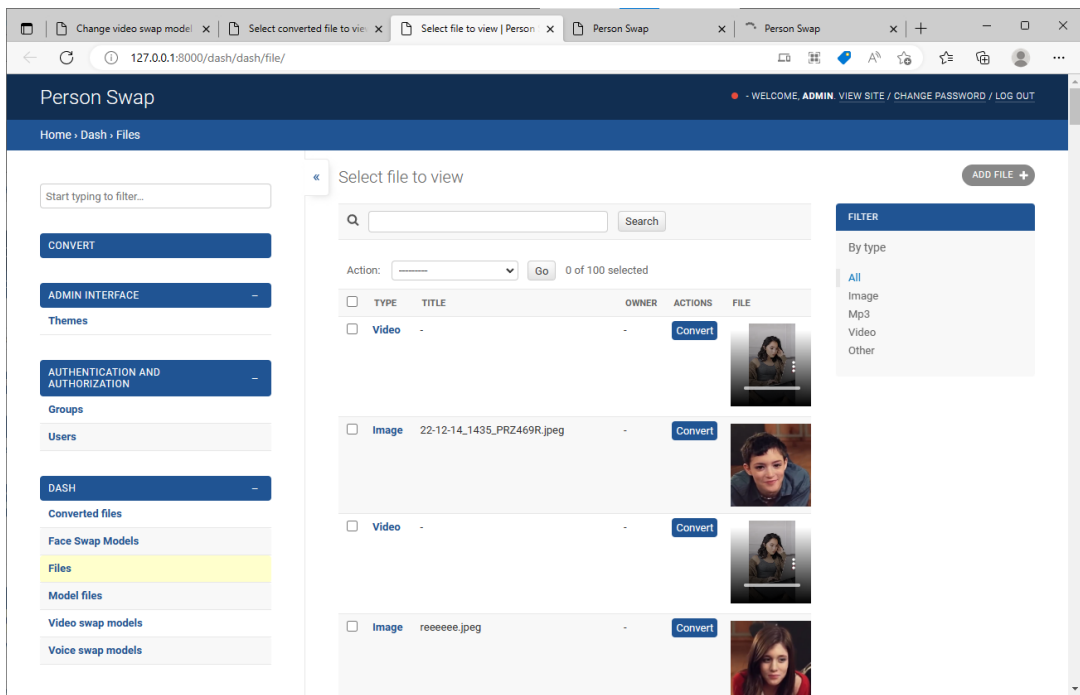 Change video swap model
Select converted file to vie
Select file to view | Person
Person Swap
Person Swap
127.0.0.1:8000/dash/dash/file/
Person Swap
- WELCOME, ADMIN. VIEW SITE / CHANGE PASSWORD / LOG OUT
Home › Dash › Files
Start typing to filter...
CONVERT
ADMIN INTERFACE –
Themes
AUTHENTICATION AND
AUTHORIZATION –
Groups
Users
DASH –
Converted files
Face Swap Models
Files
Model files
Video swap models
Voice swap models
«
Select file to view
ADD FILE +
Search
Action: --------- Go 0 of 100 selected
TYPE TITLE OWNER ACTIONS FILE
Video - - Convert
Image 22-12-14_1435_PRZ469R.jpeg - Convert
Video - - Convert
Image reeeeee.jpeg - Convert
FILTER
By type
All
Image
Mp3
Video
Other